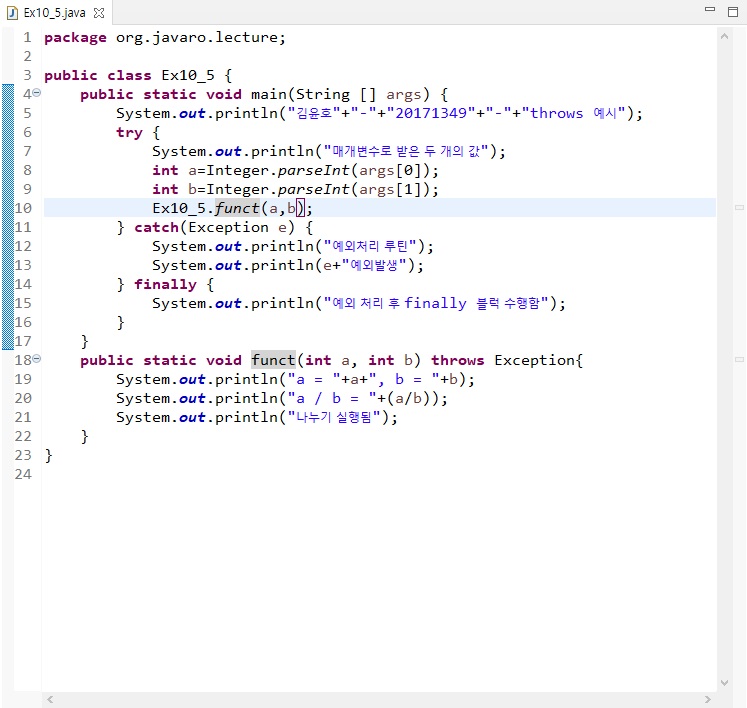 Ex10_5.java
1 package org.javaro.lecture;
2
3 public class Ex10_5 {
4     public static void main(String [] args) {
5         System.out.println("김윤호"+"-"+"20171349"+"-"+"throws 예시");
6         try {
7             System.out.println("매개변수로 받은 두 개의 값");
8             int a=Integer.parseInt(args[0]);
9             int b=Integer.parseInt(args[1]);
10             Ex10_5.funct(a,b);
11         } catch(Exception e) {
12             System.out.println("예외처리 루틴");
13             System.out.println(e+"예외발생");
14         } finally {
15             System.out.println("예외 처리 후 finally 블럭 수행함");
16         }
17     }
18     public static void funct(int a, int b) throws Exception{
19         System.out.println("a = "+a+", b = "+b);
20         System.out.println("a / b = "+(a/b));
21         System.out.println("나누기 실행됨");
22     }
23 }
24